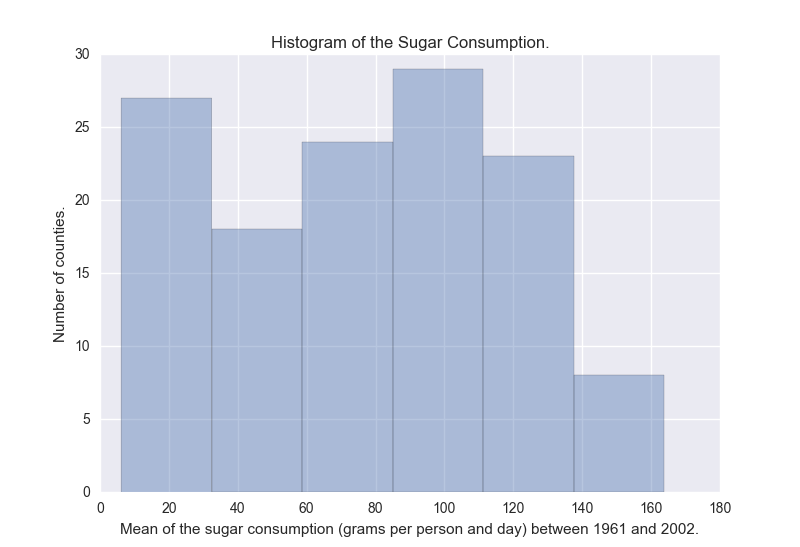 Histogram of the Sugar Consumption.
30
25
20
15
10
5
0
Number of counties.
0 20 40 60 80 100 120 140 160 180
Mean of the sugar consumption (grams per person and day) between 1961 and 2002.